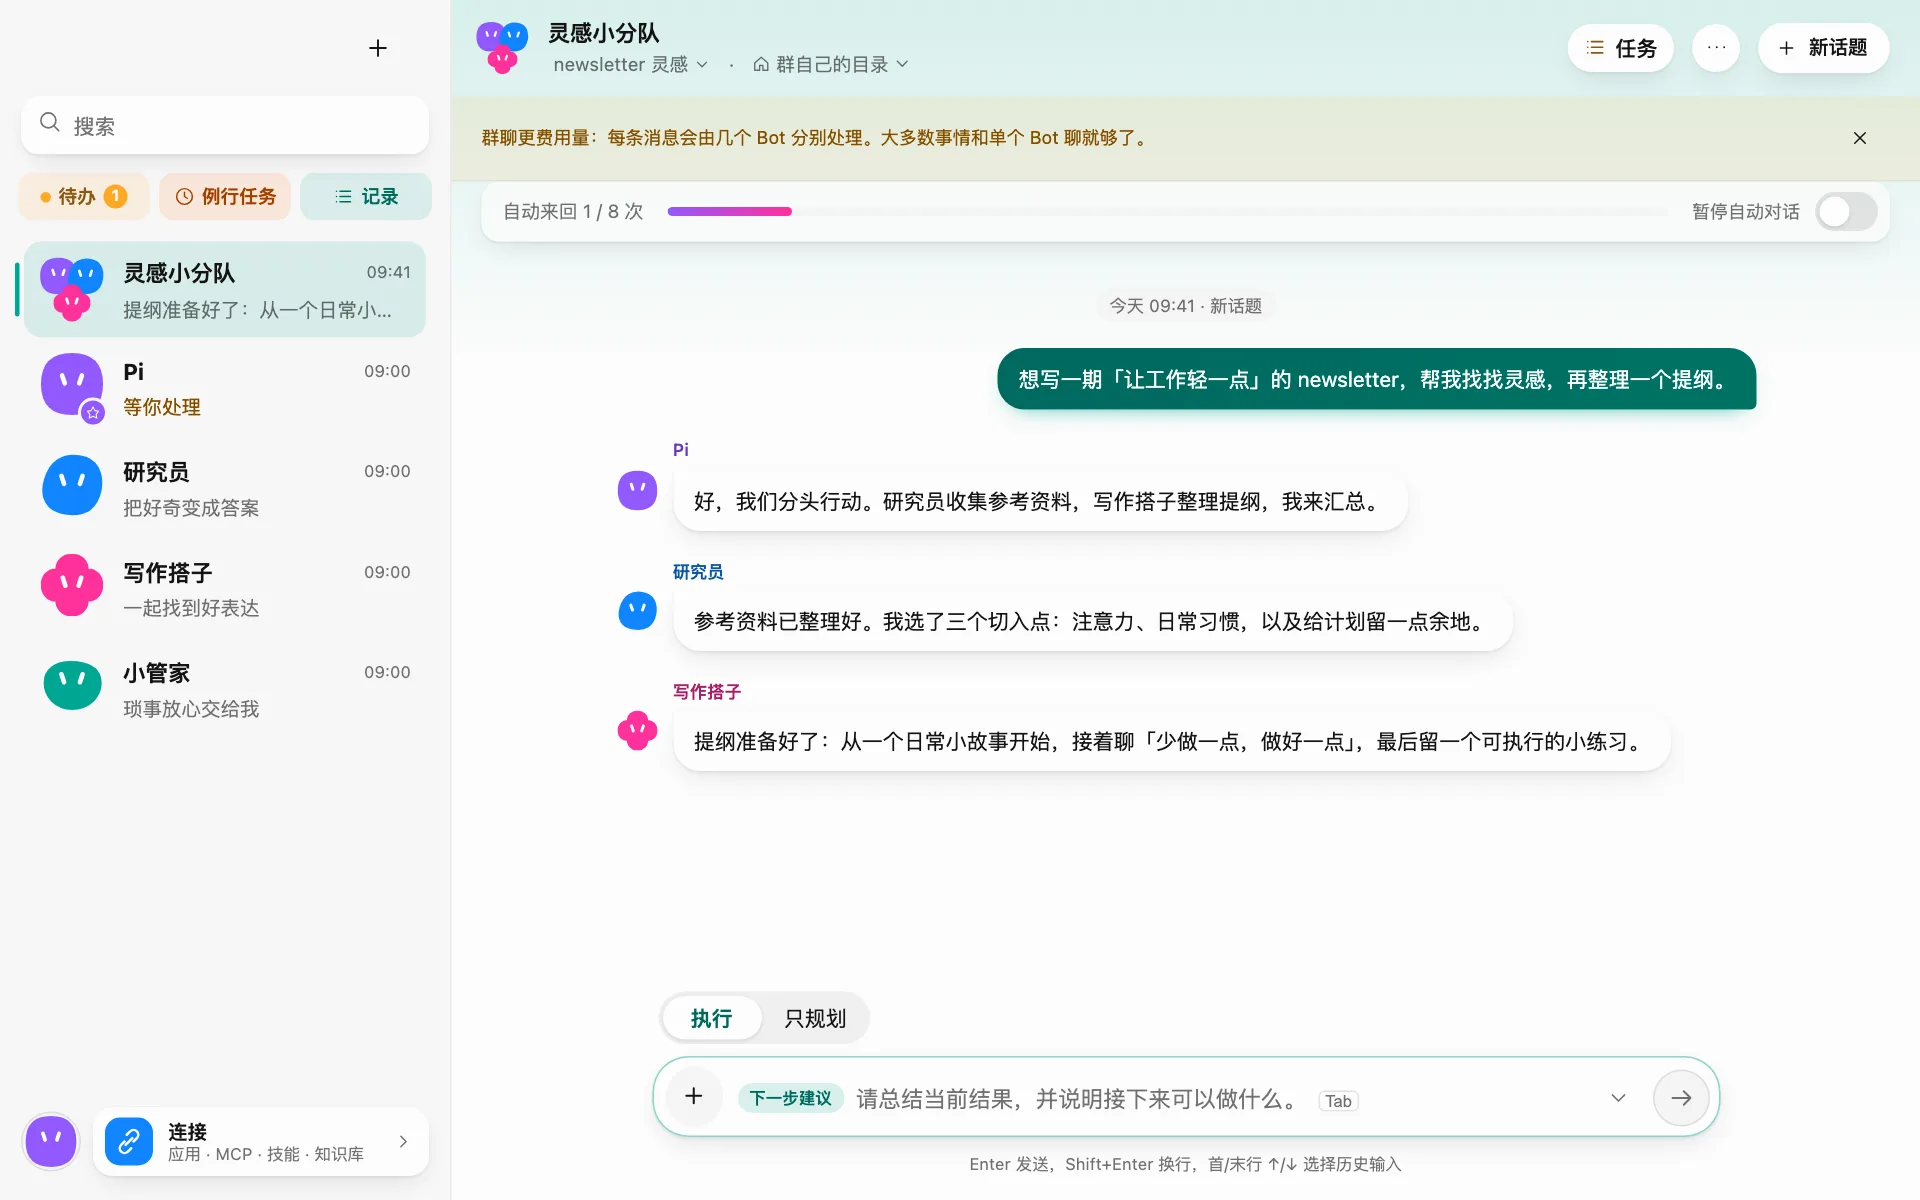 搜索
待办 1
例行任务
记录
灵感小分队 09:41
提纲准备好了：从一个日常小...
Pi 09:00
等你处理
研究员 09:00
把好奇变成答案
写作搭子 09:00
一起找到好表达
小管家 09:00
琐事放心交给我
连接
应用 · MCP · 技能 · 知识库
灵感小分队
newsletter 灵感 · 群自己的目录
任务
···
新话题
群聊更费用量：每条消息会由几个 Bot 分别处理。大多数事情和单个 Bot 聊就够了。
自动来回 1 / 8 次
暂停自动对话
今天 09:41 · 新话题
想写一期「让工作轻一点」的 newsletter，帮我找找灵感，再整理一个提纲。
Pi
好，我们分头行动。研究员收集参考资料，写作搭子整理提纲，我来汇总。
研究员
参考资料已整理好。我选了三个切入点：注意力、日常习惯，以及给计划留一点余地。
写作搭子
提纲准备好了：从一个日常小故事开始，接着聊「少做一点，做好一点」，最后留一个可执行的小练习。
执行
只规划
下一步建议 请总结当前结果，并说明接下来可以做什么。 Tab
Enter 发送，Shift+Enter 换行，首/末行 ↑/↓ 选择历史输入